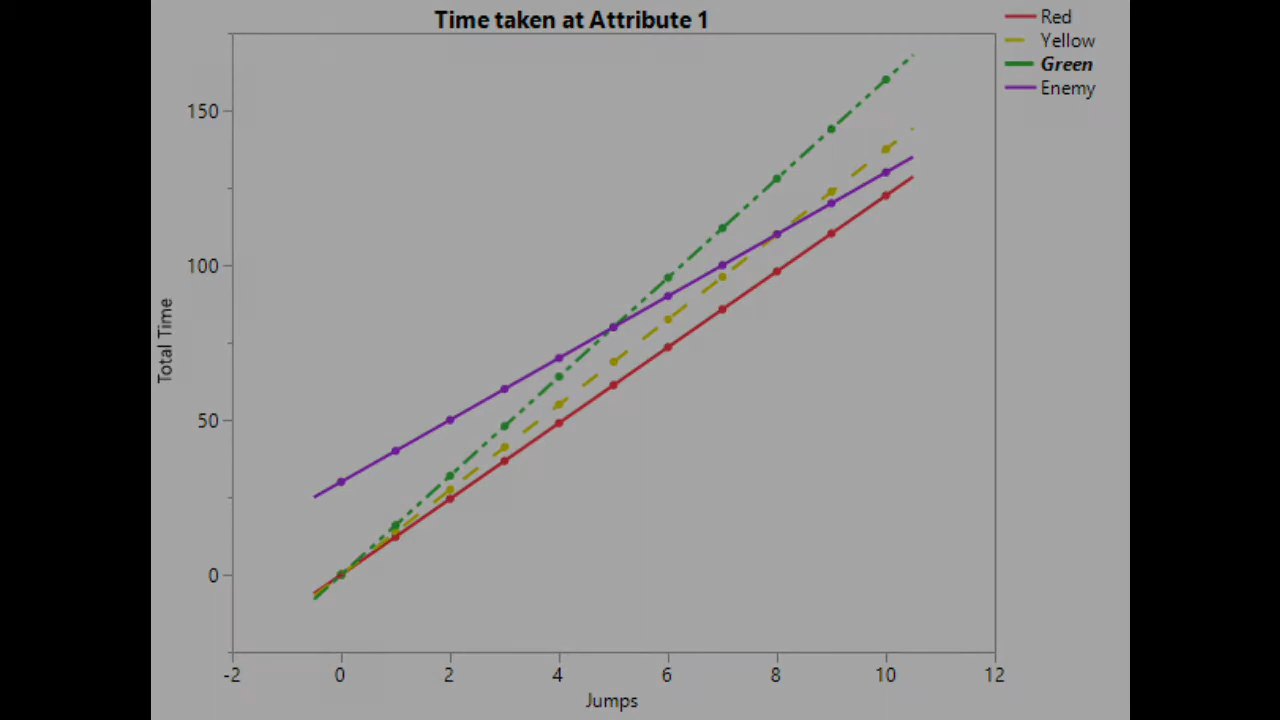 Time taken at Attribute 1
Red
Yellow
Green
Enemy
150
100
50
0
Total Time
-2 0 2 4 6 8 10 12
Jumps